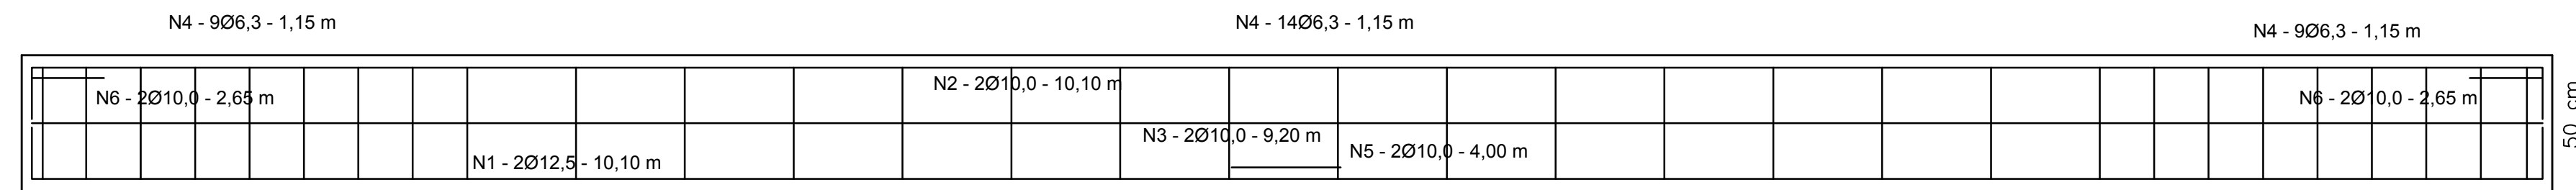 N4 - 9Ø6,3 - 1,15 m
N4 - 14Ø6,3 - 1,15 m
N4 - 9Ø6,3 - 1,15 m
N2 - 2Ø10,0 - 10,10 m
N6 - 2Ø10,0 - 2,65 m
N6 - 2Ø10,0 - 2,65 m
N3 - 2Ø10,0 - 9,20 m
N5 - 2Ø10,0 - 4,00 m
N1 - 2Ø12,5 - 10,10 m
50 cm